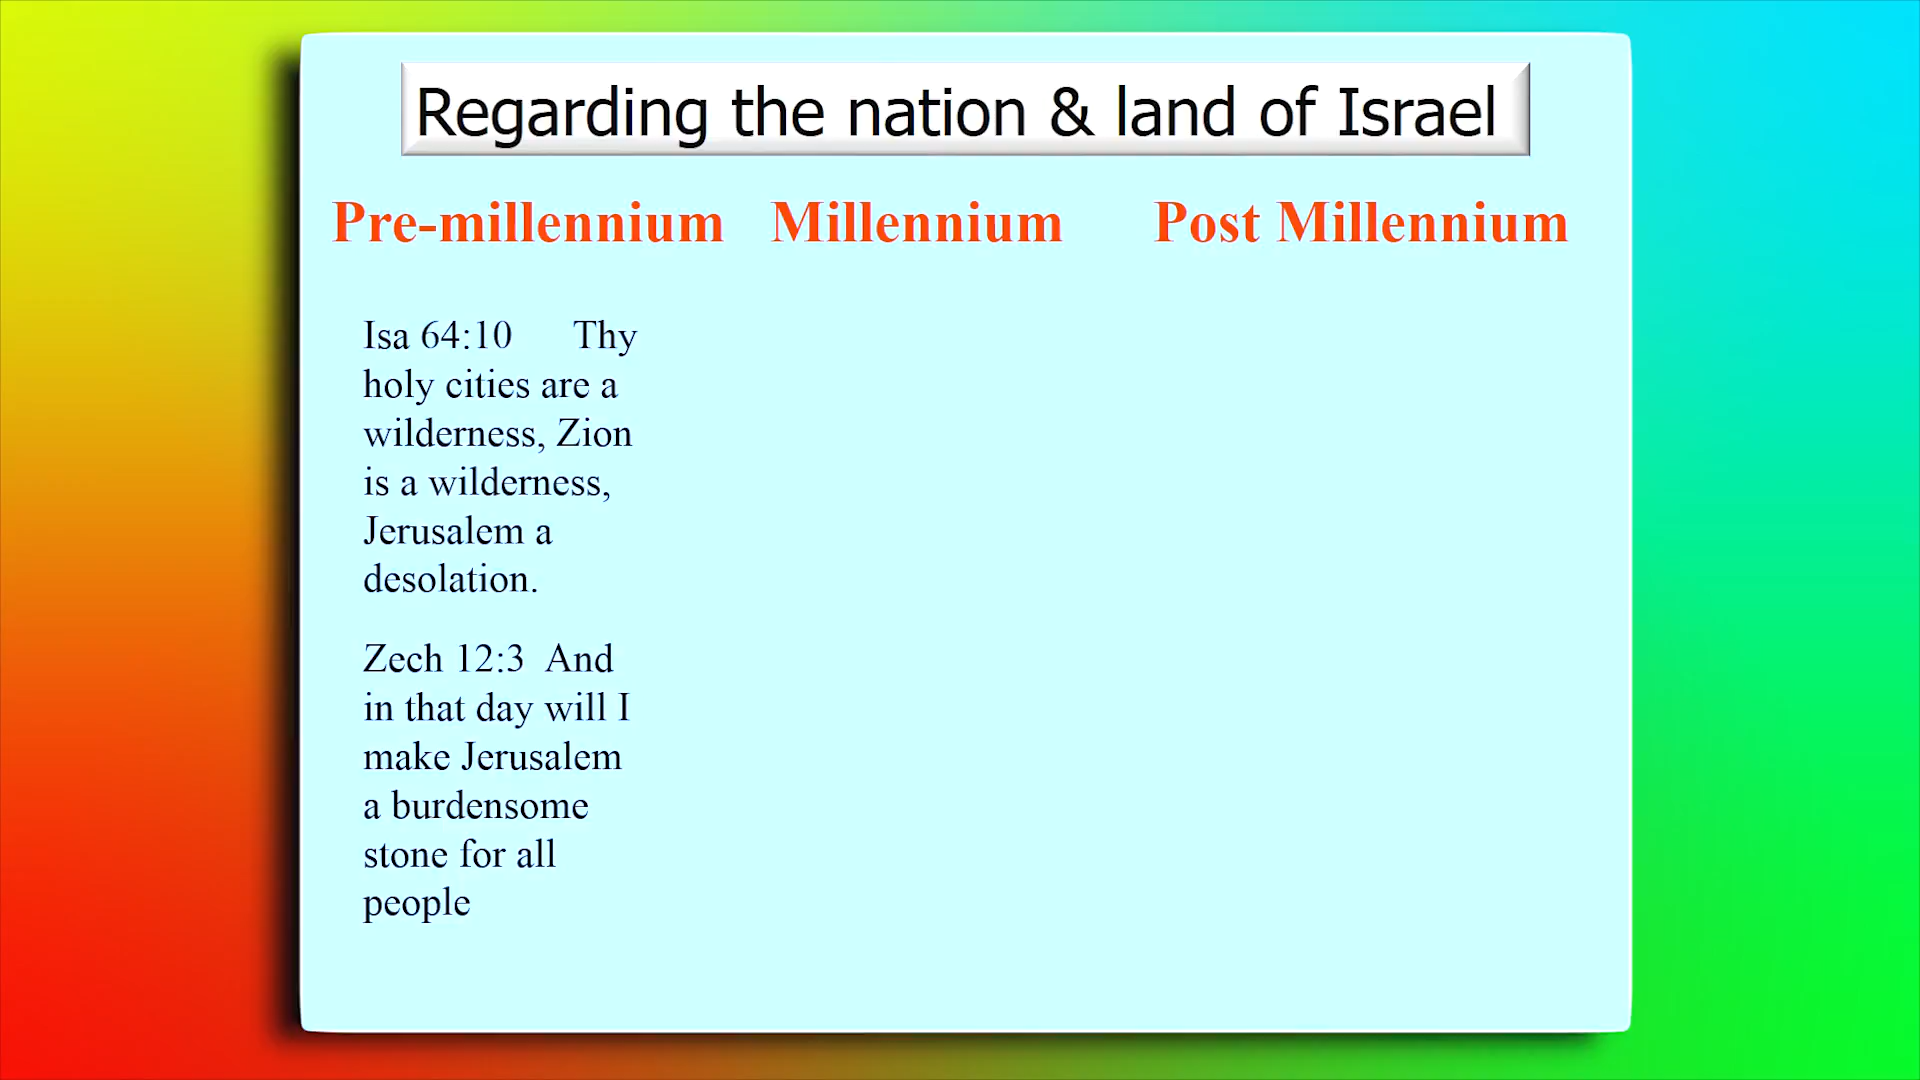 Regarding the nation & land of Israel
Pre-millennium Millennium Post Millennium
Isa 64:10 Thy
holy cities are a
wilderness, Zion
is a wilderness,
Jerusalem a
desolation.
Zech 12:3 And
in that day will I
make Jerusalem
a burdensome
stone for all
people